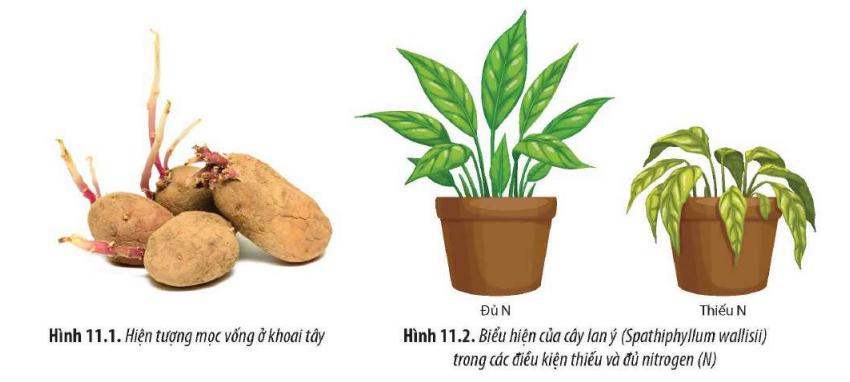 Đủ N
Thiếu N
Hình 11.1. Hiện tượng mọc vống ở khoai tây
Hình 11.2. Biểu hiện của cây lan ý (Spathiphyllum wallisii)
trong các điều kiện thiếu và đủ nitrogen (N)